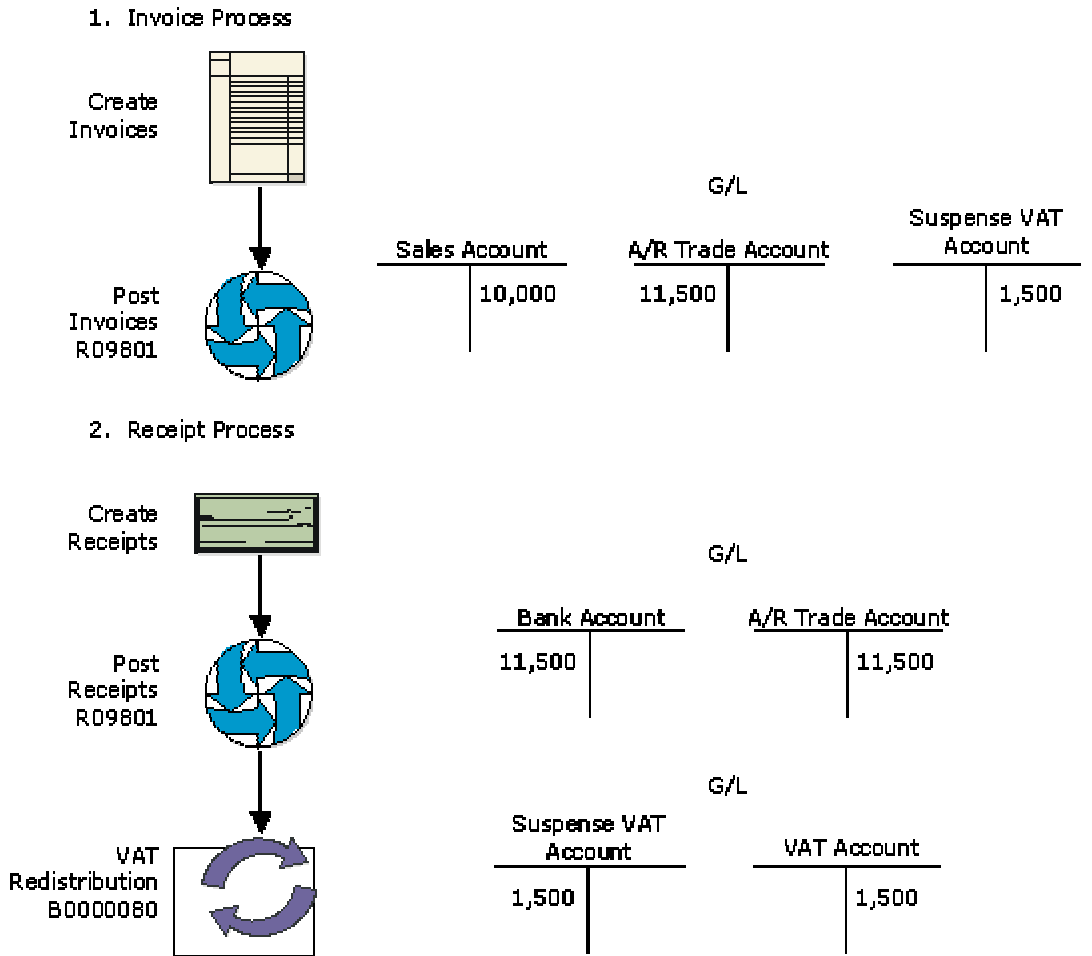 1. Invoice Process
Create
Invoices
G/L
Sales Account
A/R Trade Account
Suspense VAT
Account
Post
Invoices
R09801
10,000
11,500
1,500
2. Receipt Process
Create
Receipts
G/L
Bank Account
A/R Trade Account
Post
Receipts
R09801
11,500
11,500
G/L
Suspense VAT
Account
VAT Account
VAT
Redistribution
B0000080
1,500
1,500